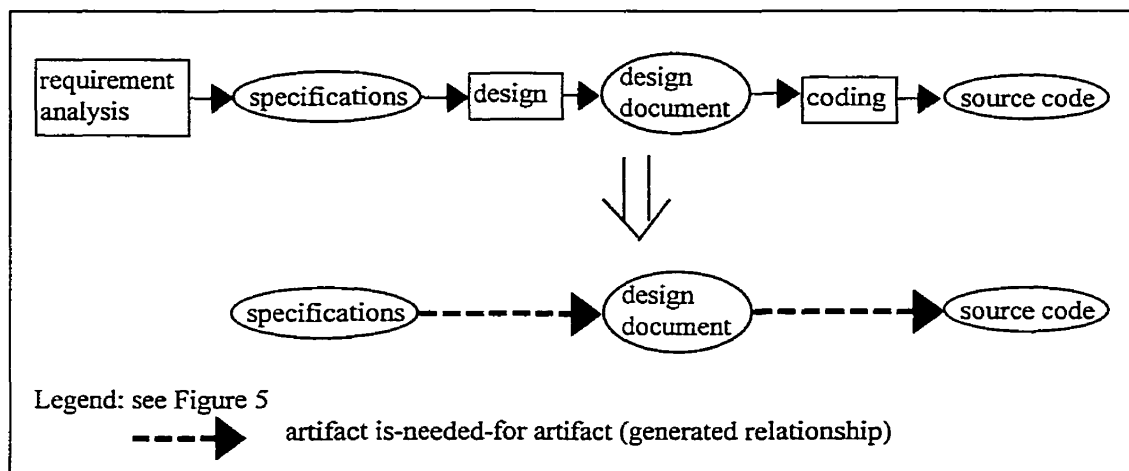 requirement
analysis
specifications
design
design
document
coding
source code
specifications
design
document
source code
Legend: see Figure 5
artifact is-needed-for artifact (generated relationship)